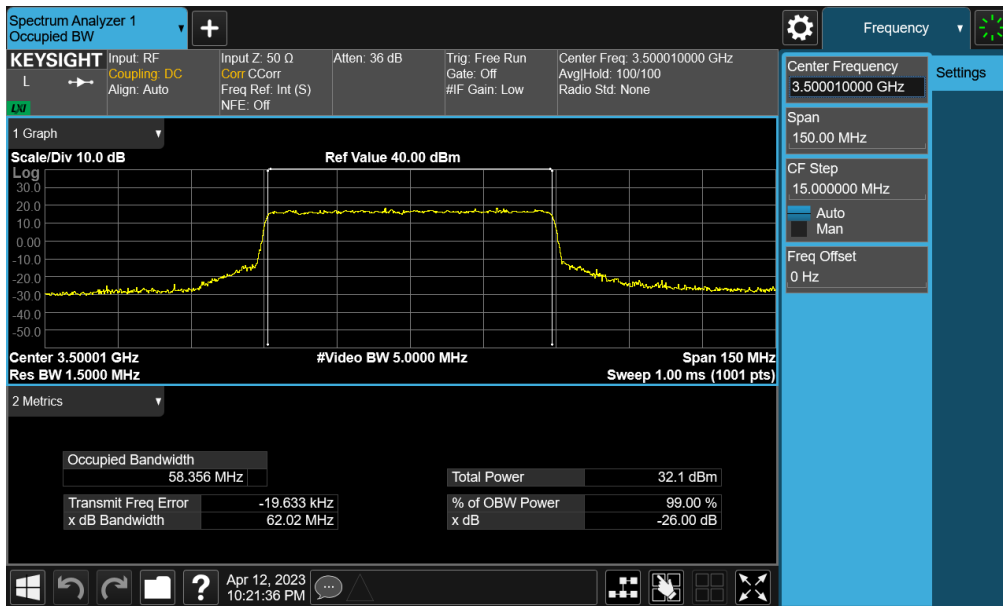 Spectrum Analyzer 1
Occupied BW
Frequency
KEYSIGHT
L
LXI
Input: RF
Coupling: DC
Align: Auto
Input Z: 50 Ω
Corr CCorr
Freq Ref: Int (S)
NFE: Off
Atten: 36 dB
Trig: Free Run
Gate: Off
#IF Gain: Low
Center Freq: 3.500010000 GHz
Avg|Hold: 100/100
Radio Std: None
Center Frequency
3.500010000 GHz
Settings
Span
150.00 MHz
CF Step
15.000000 MHz
Auto
Man
Freq Offset
0 Hz
1 Graph
Scale/Div 10.0 dB
Ref Value 40.00 dBm
Log
30.0
20.0
10.0
0.00
-10.0
-20.0
-30.0
-40.0
-50.0
Center 3.50001 GHz
#Video BW 5.0000 MHz
Span 150 MHz
Res BW 1.5000 MHz
Sweep 1.00 ms (1001 pts)
2 Metrics
Occupied Bandwidth
58.356 MHz
Total Power 32.1 dBm
Transmit Freq Error -19.633 kHz
% of OBW Power 99.00 %
x dB Bandwidth 62.02 MHz
x dB -26.00 dB
?
Apr 12, 2023
10:21:36 PM